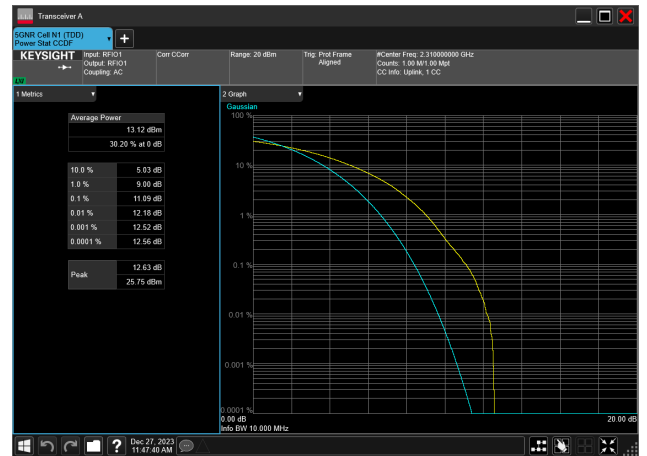 Transceiver A
5GNR Cell N1 (TDD)
Power Stat CCDF
KEYSIGHT
LV
Input: RFIO1
Output: RFIO1
Coupling: AC
Corr CCorr
Range: 20 dBm
Trig: Prot Frame
Aligned
#Center Freq: 2.310000000 GHz
Counts: 1.00 M/1.00 Mpt
CC Info: Uplink, 1 CC
1 Metrics
Average Power
13.12 dBm
30.20 % at 0 dB
10.0 % 5.03 dB
1.0 % 9.00 dB
0.1 % 11.09 dB
0.01 % 12.18 dB
0.001 % 12.52 dB
0.0001 % 12.56 dB
Peak
12.63 dB
25.75 dBm
2 Graph
Gaussian
100 %
10 %
1 %
0.1 %
0.01 %
0.001 %
0.0001 %
0.00 dB
20.00 dB
Info BW 10.000 MHz
Dec 27, 2023
11:47:40 AM